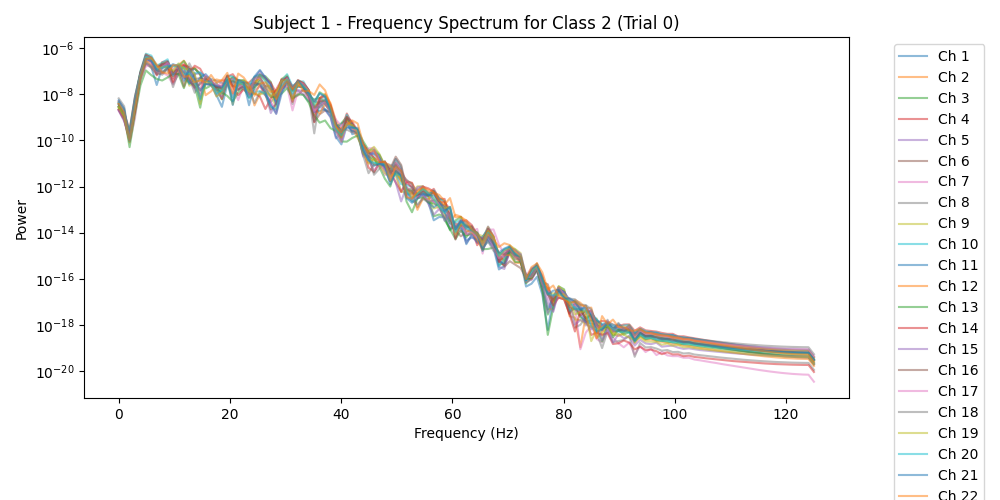 Subject 1 - Frequency Spectrum for Class 2 (Trial 0)
Power
10^-6
10^-8
10^-10
10^-12
10^-14
10^-16
10^-18
10^-20
0 20 40 60 80 100 120
Frequency (Hz)
Ch 1
Ch 2
Ch 3
Ch 4
Ch 5
Ch 6
Ch 7
Ch 8
Ch 9
Ch 10
Ch 11
Ch 12
Ch 13
Ch 14
Ch 15
Ch 16
Ch 17
Ch 18
Ch 19
Ch 20
Ch 21
Ch 22